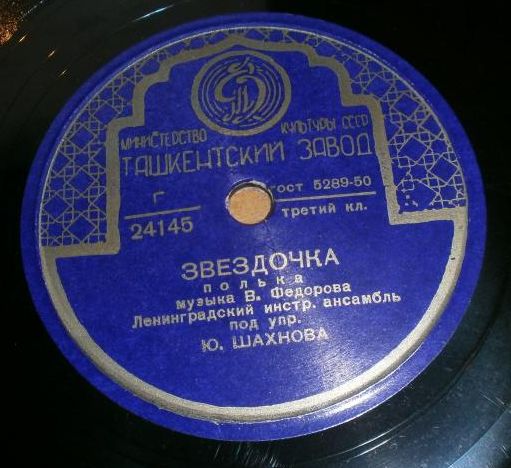 МИНИСТЕРСТВО КУЛЬТУРЫ СССР
ТАШКЕНТСКИЙ ЗАВОД
Г ГОСТ 5289-50
24145 ТРЕТИЙ КЛ.
ЗВЕЗДОЧКА
полька
музыка В. Федорова
Ленинградский инстр. ансамбль
под упр.
Ю. ШАХНОВА